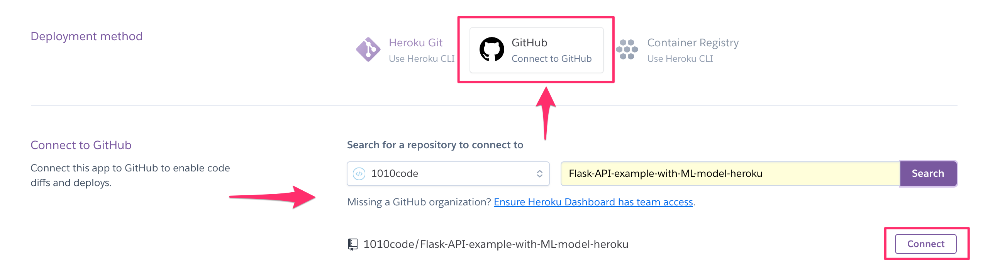 Deployment method
Heroku Git
Use Heroku CLI
GitHub
Connect to GitHub
Container Registry
Use Heroku CLI
Connect to GitHub
Connect this app to GitHub to enable code
diffs and deploys.
Search for a repository to connect to
1010code
Flask-API-example-with-ML-model-heroku
Search
Missing a GitHub organization? Ensure Heroku Dashboard has team access.
1010code/Flask-API-example-with-ML-model-heroku
Connect